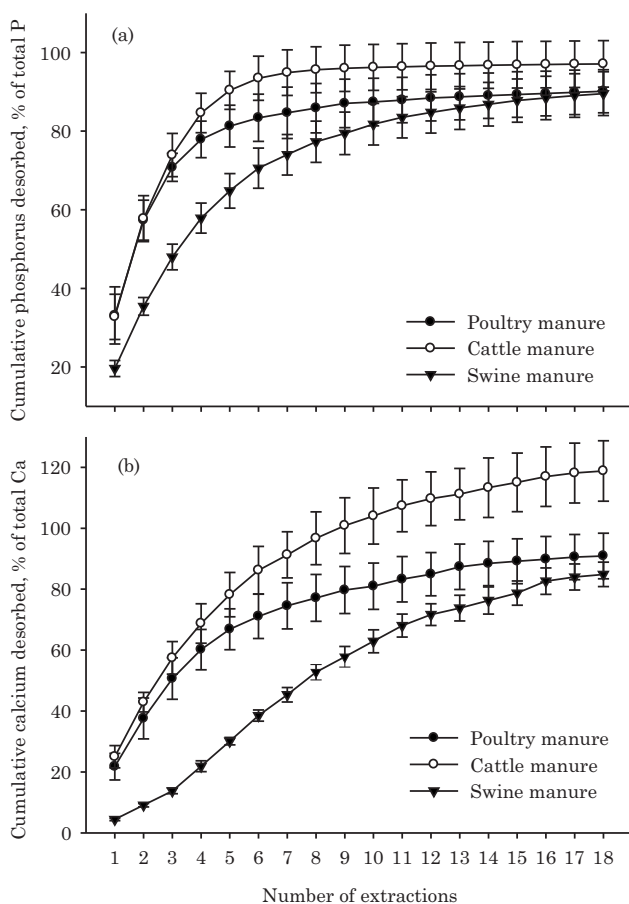 Cumulative phosphorus desorbed, % of total P
(a)
100
80
60
40
20
Poultry manure
Cattle manure
Swine manure
Cumulative calcium desorbed, % of total Ca
(b)
120
100
80
60
40
20
0
Poultry manure
Cattle manure
Swine manure
1 2 3 4 5 6 7 8 9 10 11 12 13 14 15 16 17 18
Number of extractions